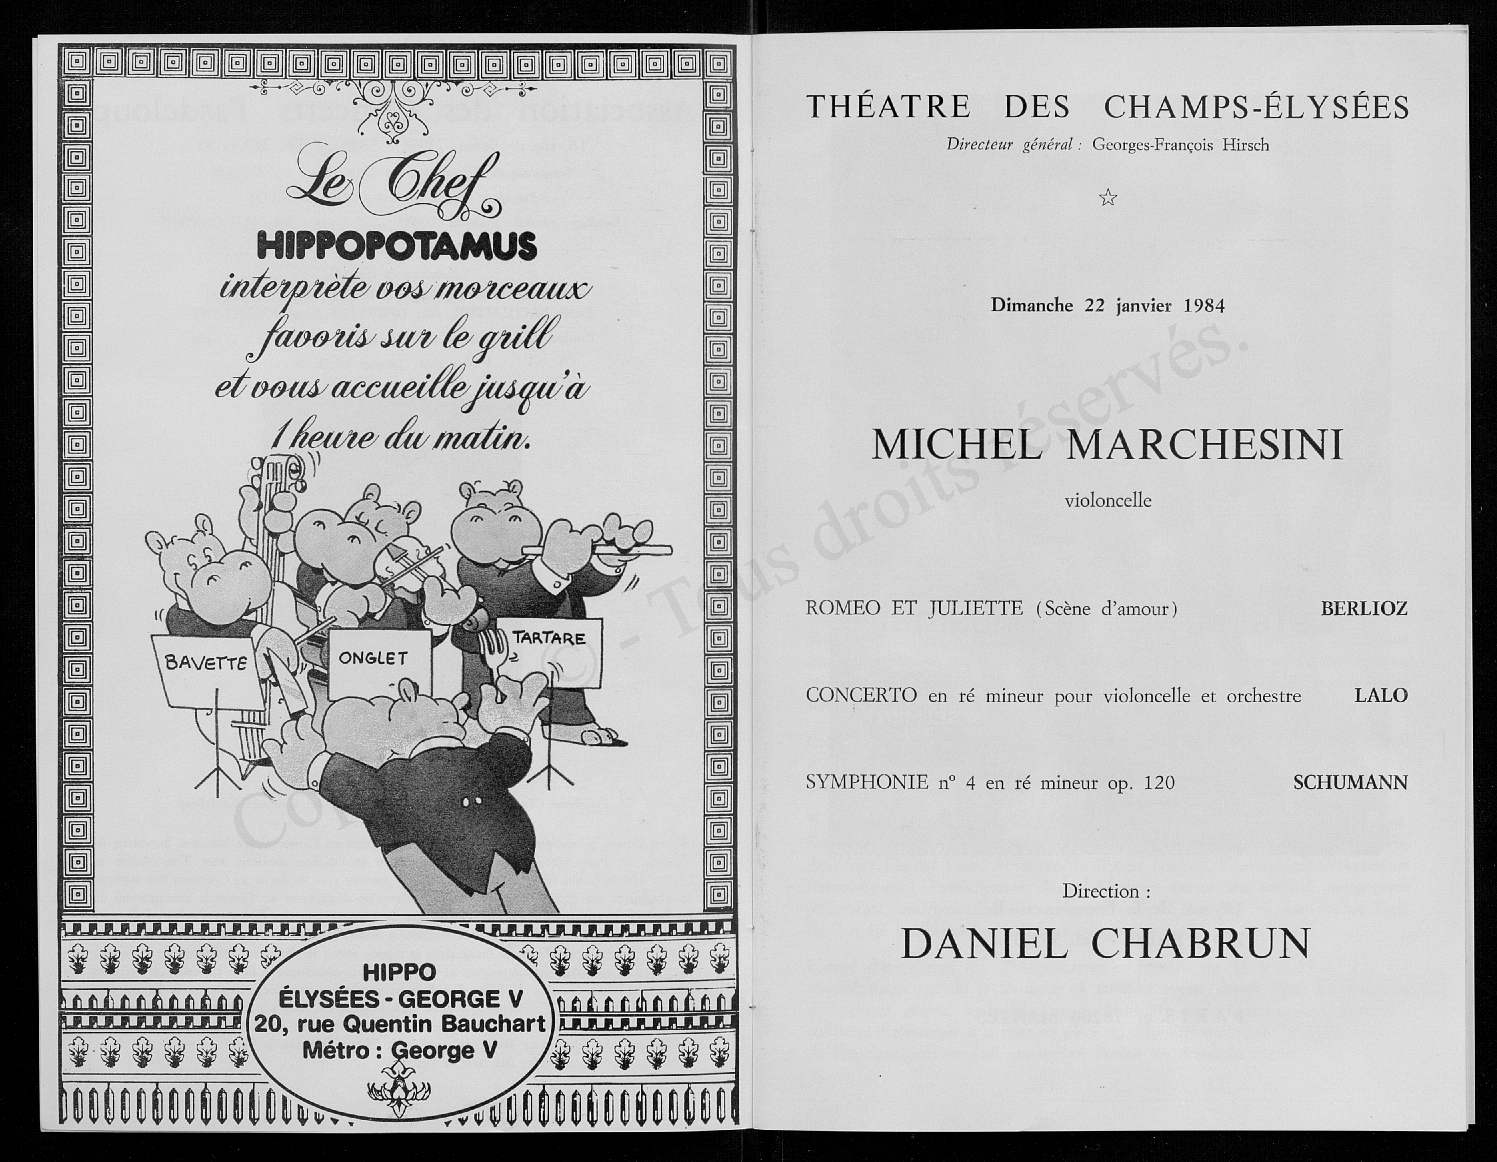 Le Chef
HIPPOPOTAMUS
interprète vos morceaux
favoris sur le grill
et vous accueille jusqu'à
1 heure du matin.
BAVETTE
ONGLET
TARTARE
HIPPO
ÉLYSÉES - GEORGE V
20, rue Quentin Bauchart
Métro : George V
THÉATRE DES CHAMPS-ÉLYSÉES
Directeur général : Georges-François Hirsch
Dimanche 22 janvier 1984
MICHEL MARCHESINI
violoncelle
ROMEO ET JULIETTE (Scène d'amour) BERLIOZ
CONCERTO en ré mineur pour violoncelle et orchestre LALO
SYMPHONIE n° 4 en ré mineur op. 120 SCHUMANN
Direction :
DANIEL CHABRUN
© - Tous droits réservés.